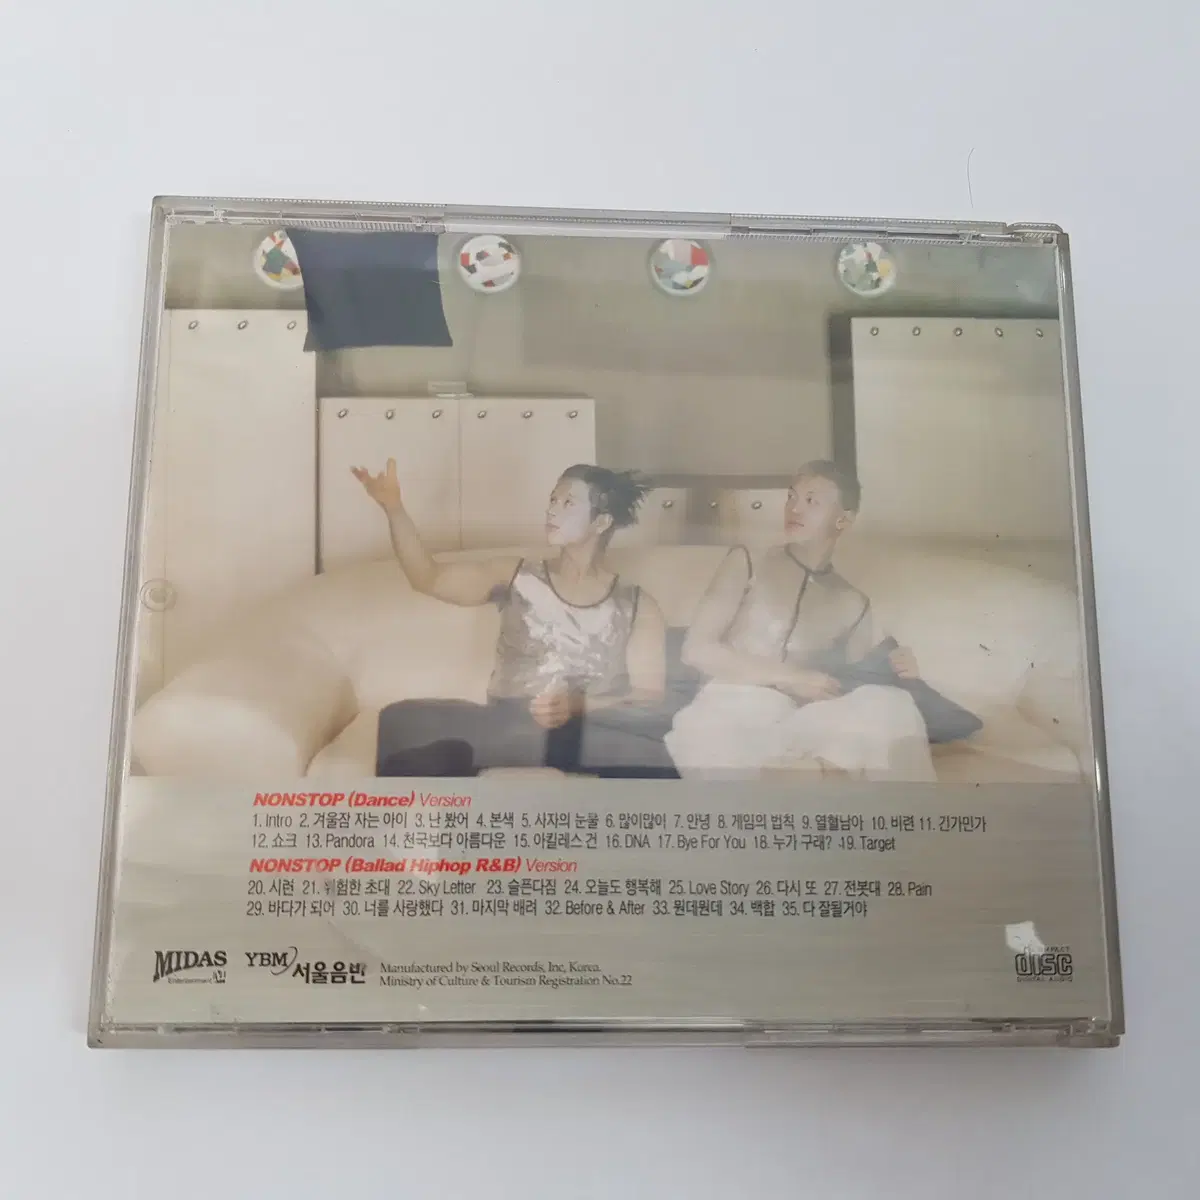 NONSTOP (Dance) Version
1. Intro 2. 겨울잠 자는 아이 3. 난 봤어 4. 본색 5. 사자의 눈물 6. 많이많이 7. 안녕 8. 게임의 법칙 9. 열혈남아 10. 비련 11. 긴가민가
12. 쇼크 13. Pandora 14. 천국보다 아름다운 15. 아킬레스 건 16. DNA 17. Bye For You 18. 누가 구래? 19. Target
NONSTOP (Ballad Hiphop R&B) Version
20. 시련 21. 위험한 초대 22. Sky Letter 23. 슬픈다짐 24. 오늘도 행복해 25. Love Story 26. 다시 또 27. 전봇대 28. Pain
29. 바다가 되어 30. 너를 사랑했다 31. 마지막 배려 32. Before & After 33. 뭔데뭔데 34. 백합 35. 다 잘될거야
MIDAS
Entertainment
YBM 서울음반
Manufactured by Seoul Records, Inc, Korea.
Ministry of Culture & Tourism Registration No.22
disc
DIGITAL AUDIO